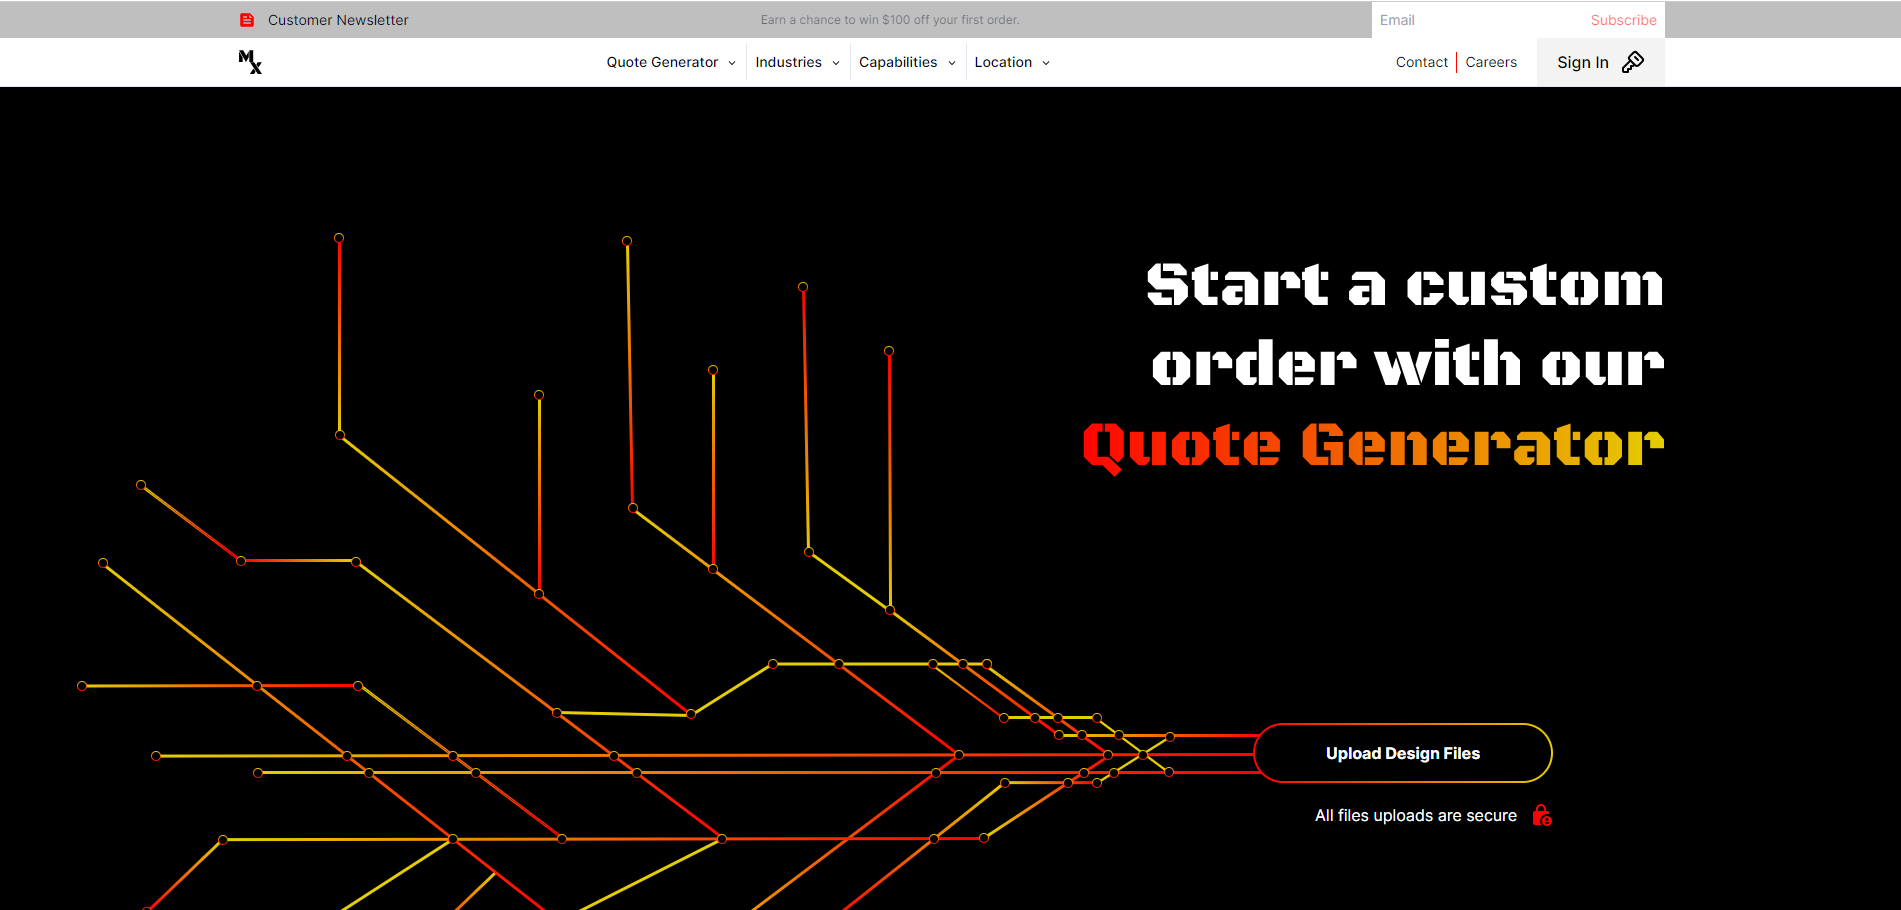 Customer Newsletter
Earn a chance to win $100 off your first order.
Email
Subscribe
MX
Quote Generator
Industries
Capabilities
Location
Contact
Careers
Sign In
Start a custom
order with our
Quote Generator
Upload Design Files
All files uploads are secure